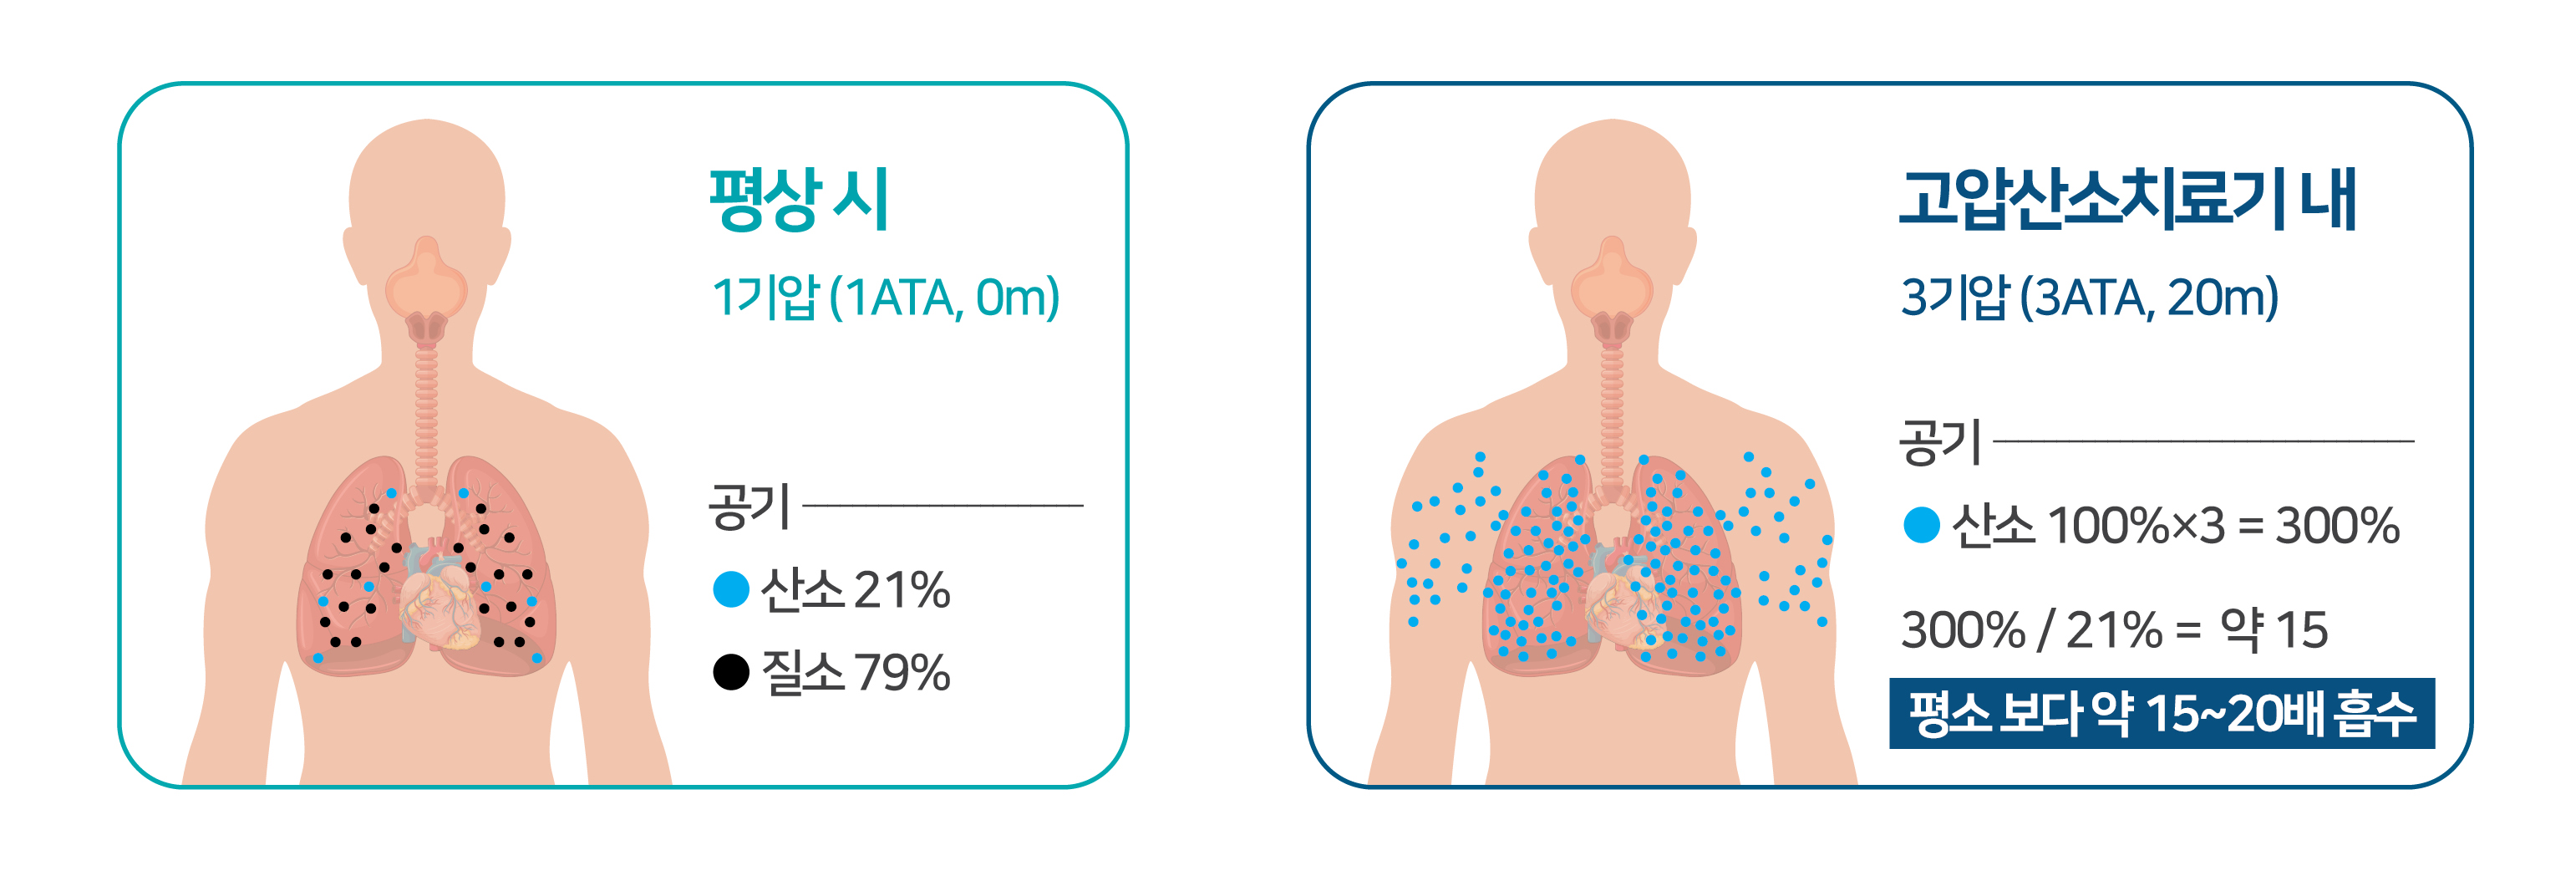 평상 시
1기압 (1ATA, 0m)
공기
산소 21%
질소 79%
고압산소치료기 내
3기압 (3ATA, 20m)
공기
산소 100%×3 = 300%
300% / 21% = 약 15
평소 보다 약 15~20배 흡수